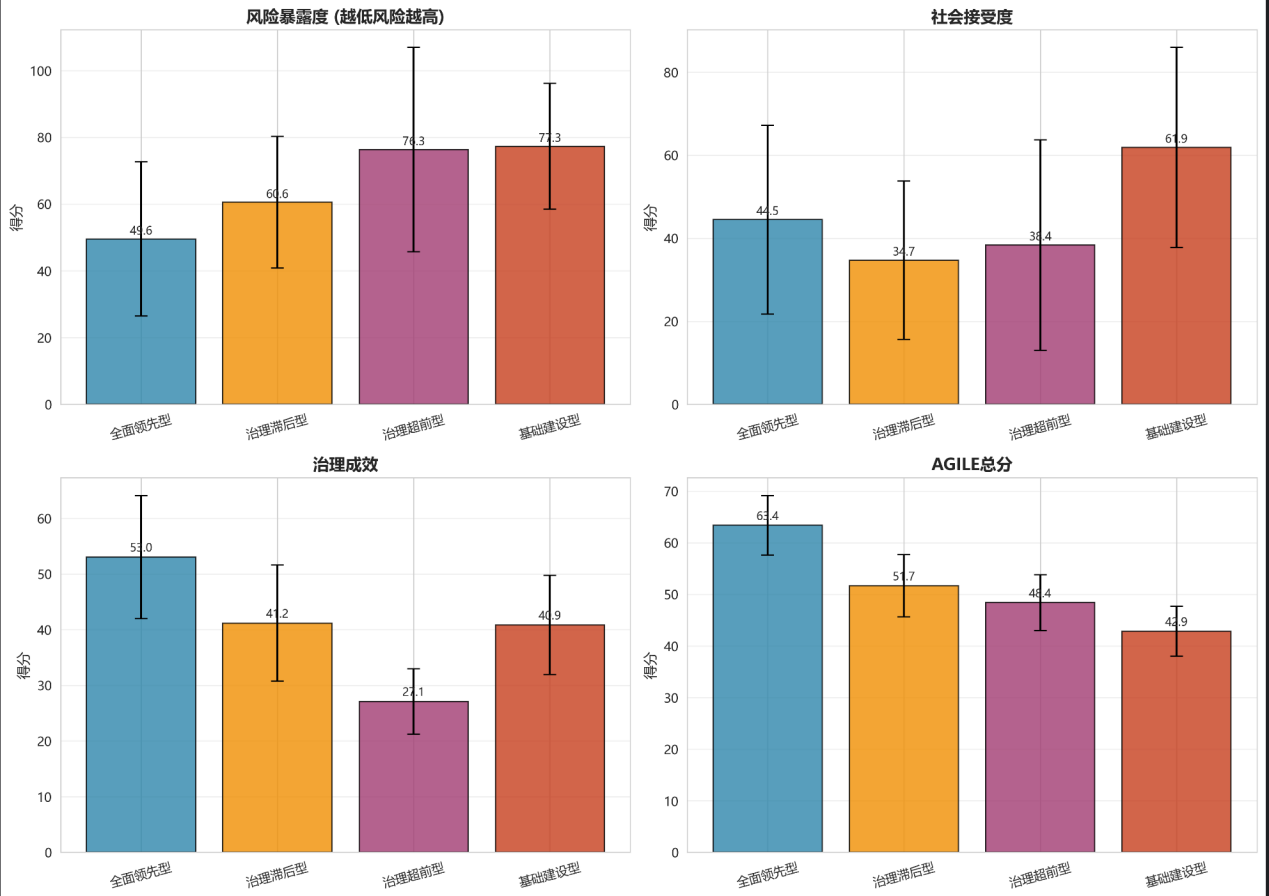 风险暴露度 (越低风险越高)
得分
100
80
60
40
20
0
49.6
60.6
76.3
77.3
全面领先型
治理滞后型
治理超前型
基础建设型
社会接受度
得分
80
60
40
20
0
44.5
34.7
38.4
61.9
全面领先型
治理滞后型
治理超前型
基础建设型
治理成效
得分
60
50
40
30
20
10
0
53.0
41.2
27.1
40.9
全面领先型
治理滞后型
治理超前型
基础建设型
AGILE总分
得分
70
60
50
40
30
20
10
0
63.4
51.7
48.4
42.9
全面领先型
治理滞后型
治理超前型
基础建设型